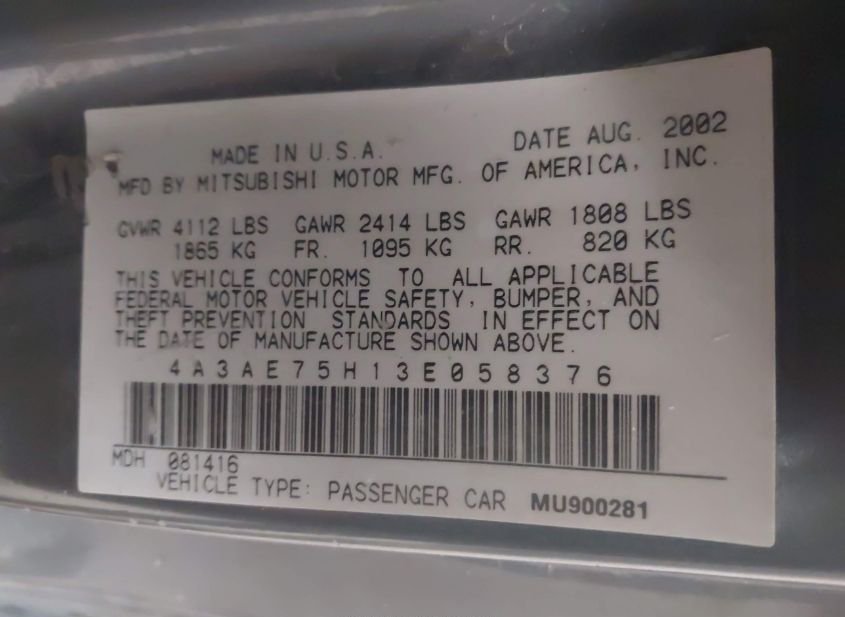 MADE IN U.S.A. DATE AUG. 2002
MFD BY MITSUBISHI MOTOR MFG. OF AMERICA, INC.
GVWR 4112 LBS GAWR 2414 LBS GAWR 1808 LBS
1865 KG FR. 1095 KG RR. 820 KG
THIS VEHICLE CONFORMS TO ALL APPLICABLE
FEDERAL MOTOR VEHICLE SAFETY, BUMPER, AND
THEFT PREVENTION STANDARDS IN EFFECT ON
THE DATE OF MANUFACTURE SHOWN ABOVE.
4A3AE75H13E058376
MDH 081416
VEHICLE TYPE: PASSENGER CAR MU900281